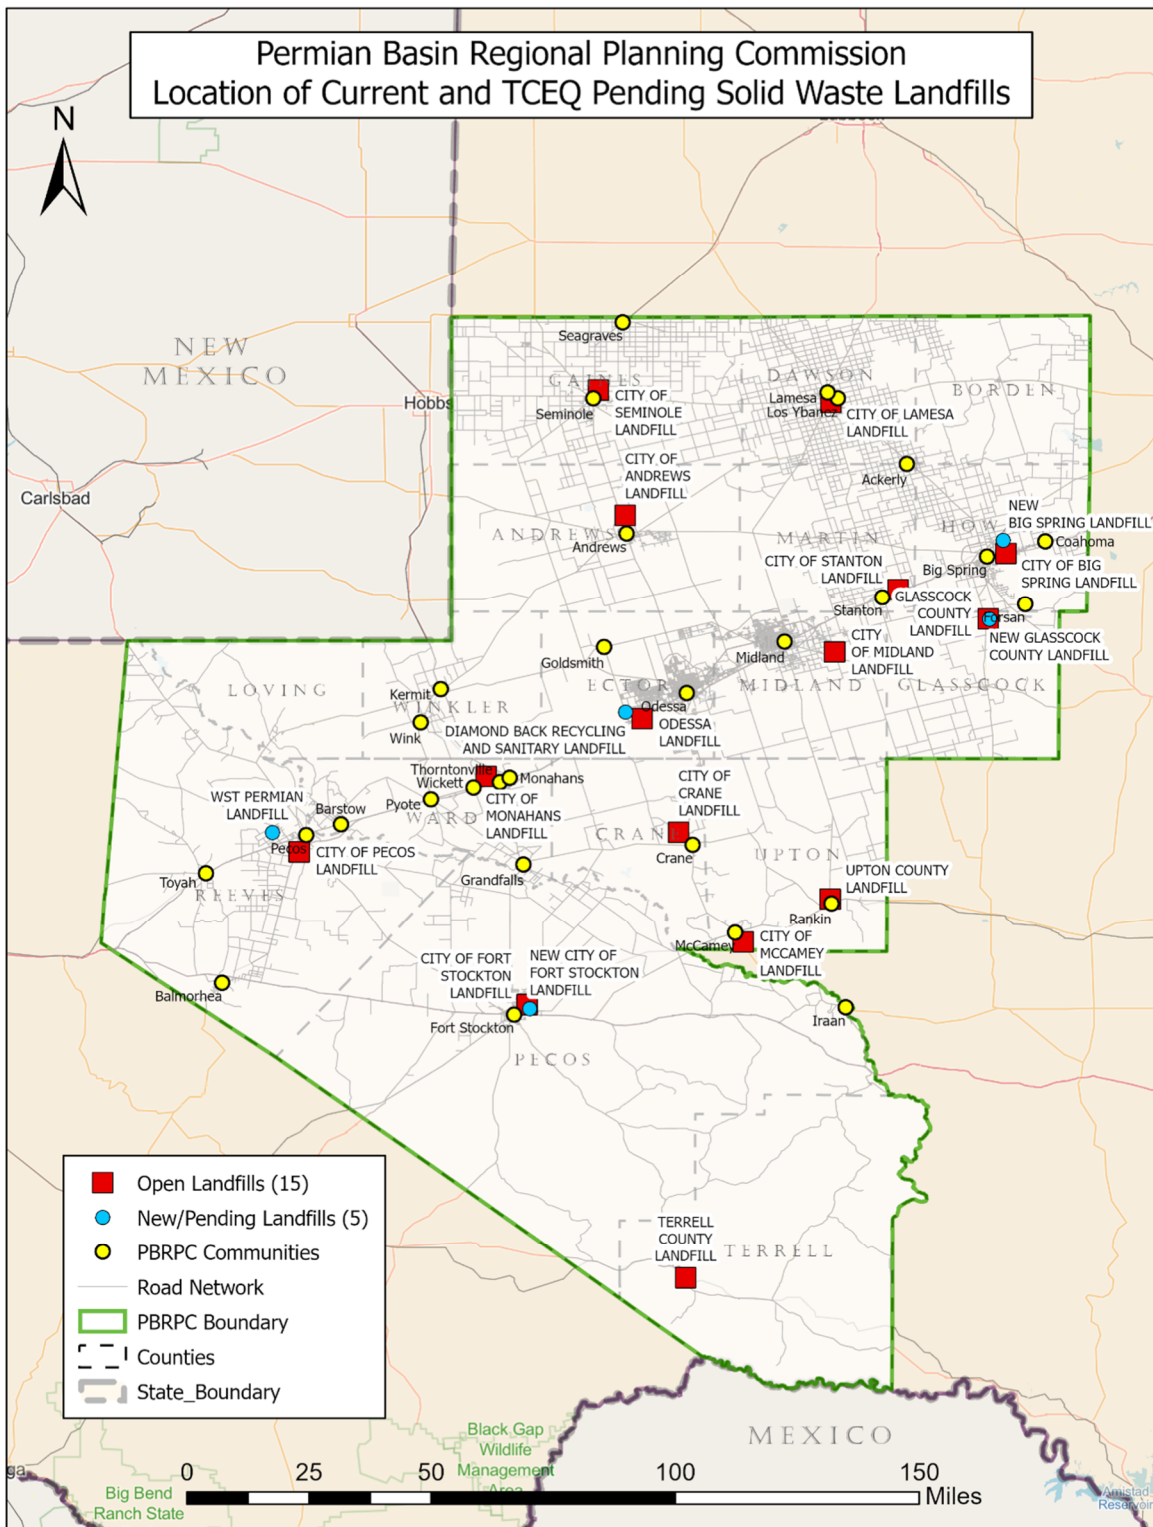 Permian Basin Regional Planning Commission
Location of Current and TCEQ Pending Solid Waste Landfills
N
NEW
MEXICO
Hobbs
Carlsbad
Seagraves
GAINES
Seminole
CITY OF
SEMINOLE
LANDFILL
DAWSON
Lamesa
Los Ybanez
CITY OF LAMESA
LANDFILL
BORDEN
CITY OF
ANDREWS
LANDFILL
ANDREWS
Andrews
Ackerly
MARTIN
HOW
NEW
BIG SPRING LANDFILL
Coahoma
Big Spring
CITY OF BIG
SPRING LANDFILL
CITY OF STANTON
LANDFILL
Stanton
GLASSCOCK
COUNTY
LANDFILL
Forsan
NEW GLASSCOCK
COUNTY LANDFILL
Goldsmith
Midland
CITY
OF MIDLAND
LANDFILL
LOVING
Kermit
WINKLER
Wink
ECTOR
Odessa
MIDLAND
GLASSCOCK
DIAMOND BACK RECYCLING
AND SANITARY LANDFILL
ODESSA
LANDFILL
Thorntonville
Wickett
Monahans
Pyote
WARD
CITY OF
MONAHANS
LANDFILL
CITY OF
CRANE
LANDFILL
CRANE
Crane
WST PERMIAN
LANDFILL
Barstow
Pecos
CITY OF PECOS
LANDFILL
Toyah
REEVES
Grandfalls
UPTON
UPTON COUNTY
LANDFILL
Rankin
McCamey
CITY OF
MCCAMEY
LANDFILL
Balmorhea
CITY OF FORT
STOCKTON
LANDFILL
NEW CITY OF
FORT STOCKTON
LANDFILL
Fort Stockton
Iraan
PECOS
TERRELL
COUNTY
LANDFILL
TERRELL
Open Landfills (15)
New/Pending Landfills (5)
PBRPC Communities
Road Network
PBRPC Boundary
Counties
State_Boundary
MEXICO
Black Gap
Wildlife
Management
Area
Big Bend
Ranch State
ga
0 25 50 100 150 Miles
Amistad
Reservoir